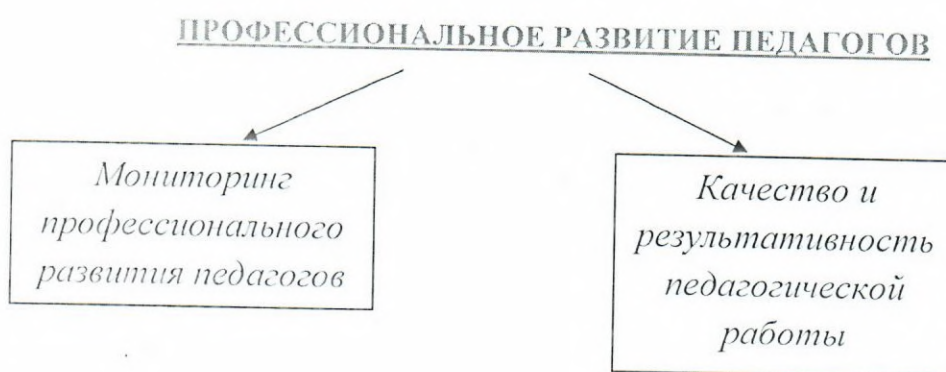 ПРОФЕССИОНАЛЬНОЕ РАЗВИТИЕ ПЕДАГОГОВ
Мониторинг
профессионального
развития педагогов
Качество и
результативность
педагогической
работы